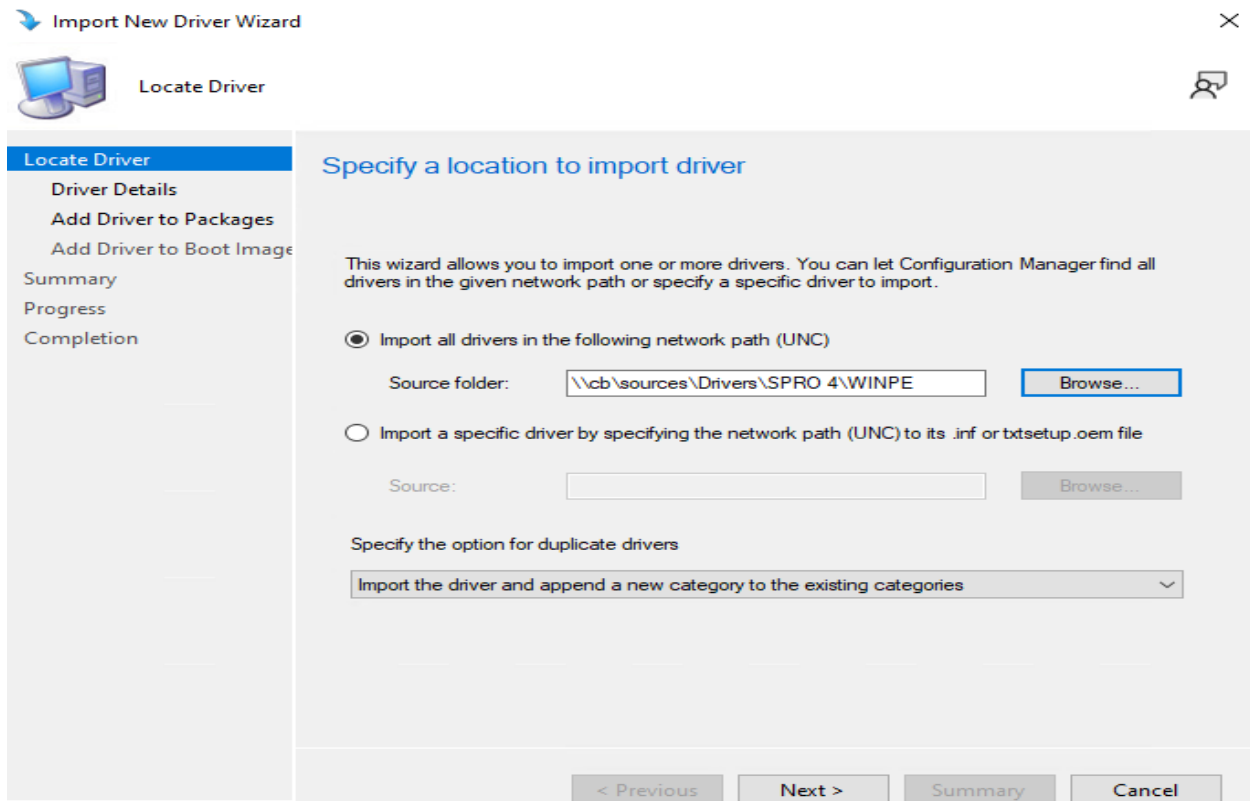 Import New Driver Wizard
Locate Driver
Locate Driver
Driver Details
Add Driver to Packages
Add Driver to Boot Image
Summary
Progress
Completion
Specify a location to import driver
This wizard allows you to import one or more drivers. You can let Configuration Manager find all
drivers in the given network path or specify a specific driver to import.
Import all drivers in the following network path (UNC)
Source folder: \\cb\sources\Drivers\SPRO 4\WINPE Browse...
Import a specific driver by specifying the network path (UNC) to its .inf or txtsetup.oem file
Source: Browse...
Specify the option for duplicate drivers
Import the driver and append a new category to the existing categories
< Previous Next > Summary Cancel